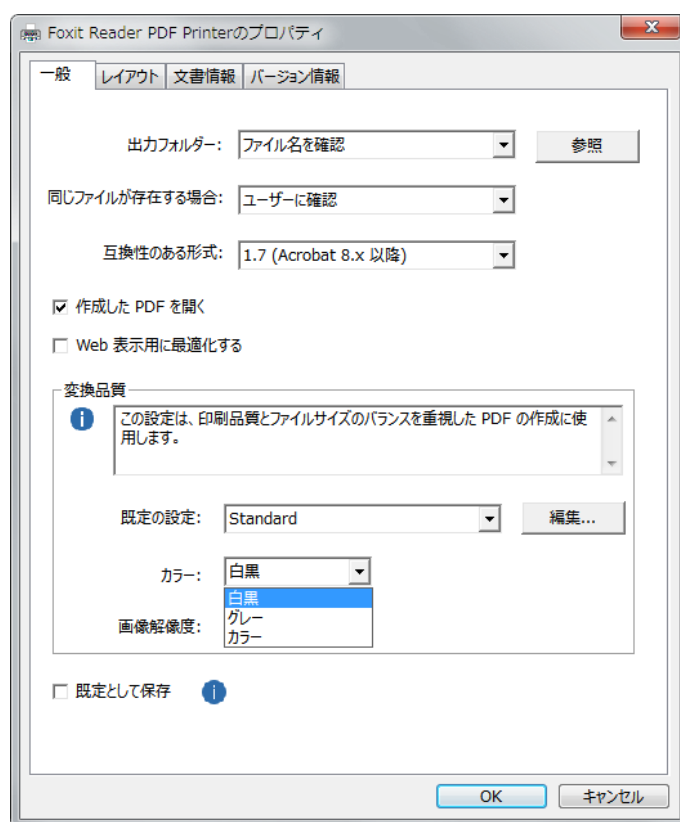 Foxit Reader PDF Printerのプロパティ
一般 レイアウト 文書情報 バージョン情報
出力フォルダー: ファイル名を確認 参照
同じファイルが存在する場合: ユーザーに確認
互換性のある形式: 1.7 (Acrobat 8.x 以降)
作成した PDF を開く
Web 表示用に最適化する
変換品質
この設定は、印刷品質とファイルサイズのバランスを重視した PDF の作成に使
用します。
既定の設定: Standard 編集...
カラー: 白黒
白黒
グレー
画像解像度:
カラー
既定として保存
OK キャンセル